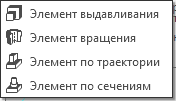 Элемент выдавливания
Элемент вращения
Элемент по траектории
Элемент по сечениям